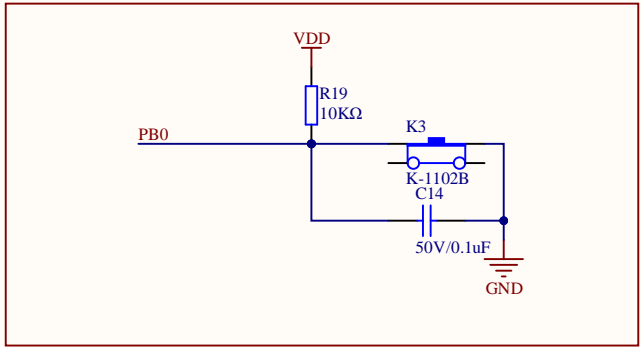 VDD
R19
10KΩ
PB0
K3
K-1102B
C14
50V/0.1uF
GND